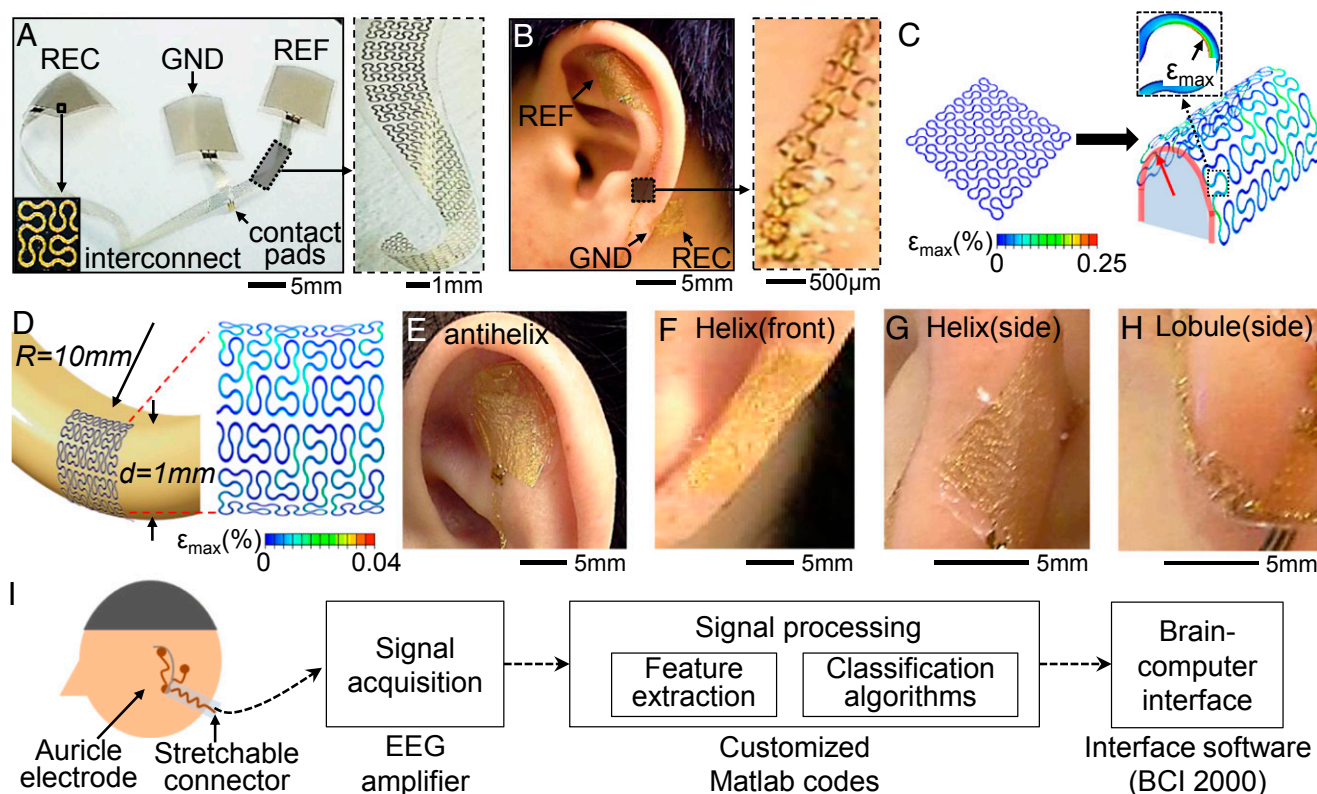 A
REC
GND
REF
contact
pads
interconnect
5mm
1mm
B
REF
GND
REC
5mm
500μm
C
εmax
εmax(%)
0
0.25
D
R=10mm
d=1mm
εmax(%)
0
0.04
E
antihelix
5mm
F
Helix(front)
5mm
G
Helix(side)
5mm
H
Lobule(side)
5mm
I
Auricle
electrode
Stretchable
connector
Signal
acquisition
EEG
amplifier
Signal processing
Feature
extraction
Classification
algorithms
Customized
Matlab codes
Brain-
computer
interface
Interface software
(BCI 2000)